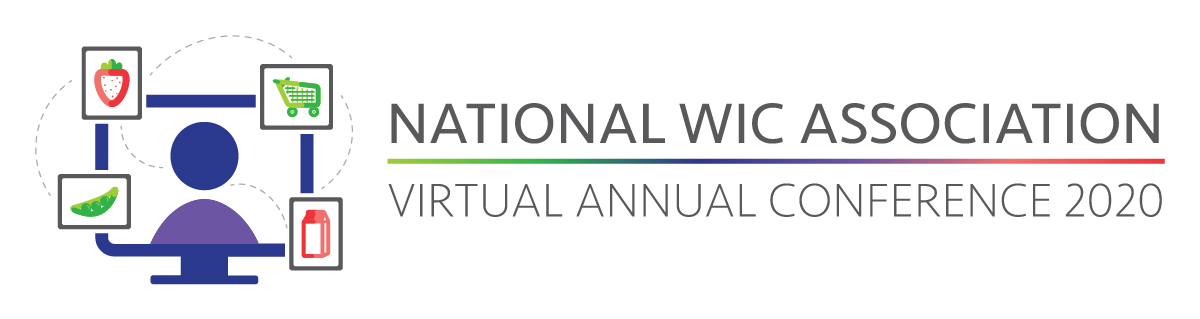 NATIONAL WIC ASSOCIATION
VIRTUAL ANNUAL CONFERENCE 2020